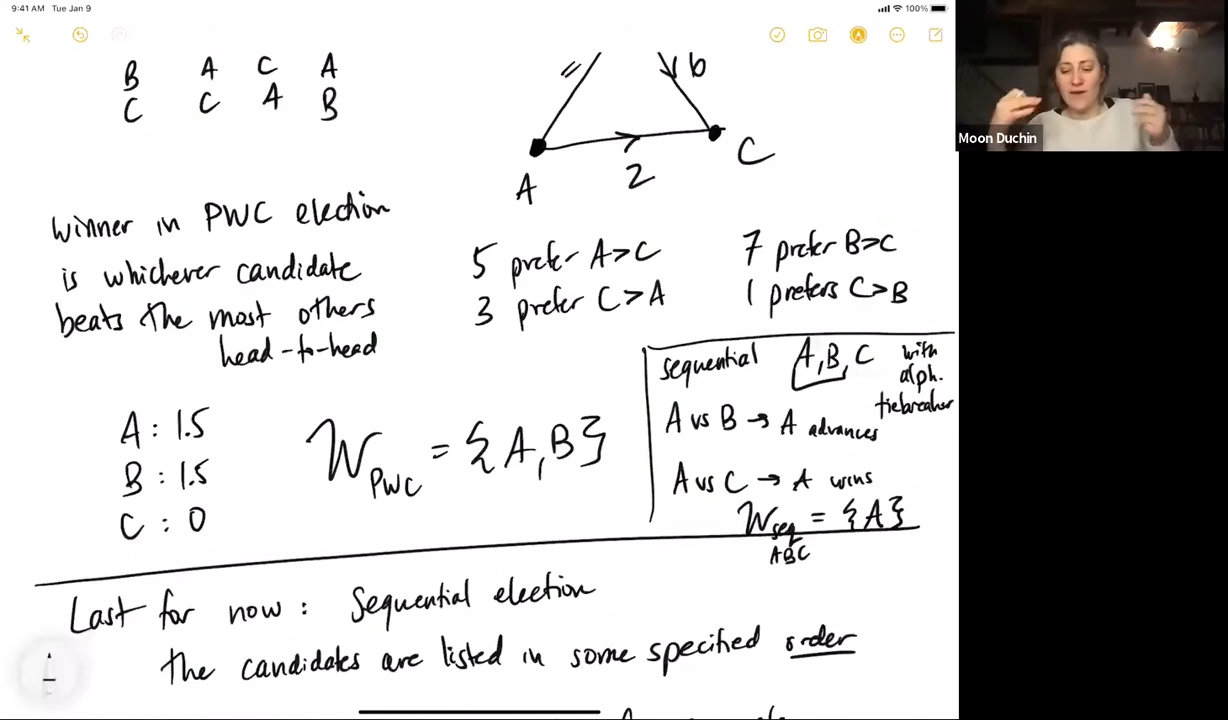 9:41 AM Tue Jan 9
100%
B A C A
C C A B
b
A
2
C
Moon Duchin
winner in PWC election
is whichever candidate
beats the most others
head-to-head
5 prefer A>C
3 prefer C>A
7 prefer B>C
1 prefers C>B
A : 1.5
B : 1.5
C : 0
W PWC = {A,B}
sequential A,B,C with
alph.
tiebreaker
A vs B → A advances
A vs C → A wins
W seq = {A}
ABC
Last for now : Sequential election
the candidates are listed in some specified order